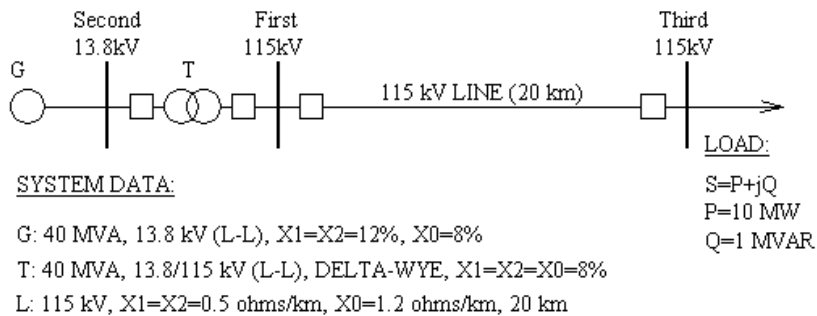 Second
13.8kV
First
115kV
Third
115kV
G
T
115 kV LINE (20 km)
LOAD:
S=P+jQ
P=10 MW
Q=1 MVAR
SYSTEM DATA:
G: 40 MVA, 13.8 kV (L-L), X1=X2=12%, X0=8%
T: 40 MVA, 13.8/115 kV (L-L), DELTA-WYE, X1=X2=X0=8%
L: 115 kV, X1=X2=0.5 ohms/km, X0=1.2 ohms/km, 20 km